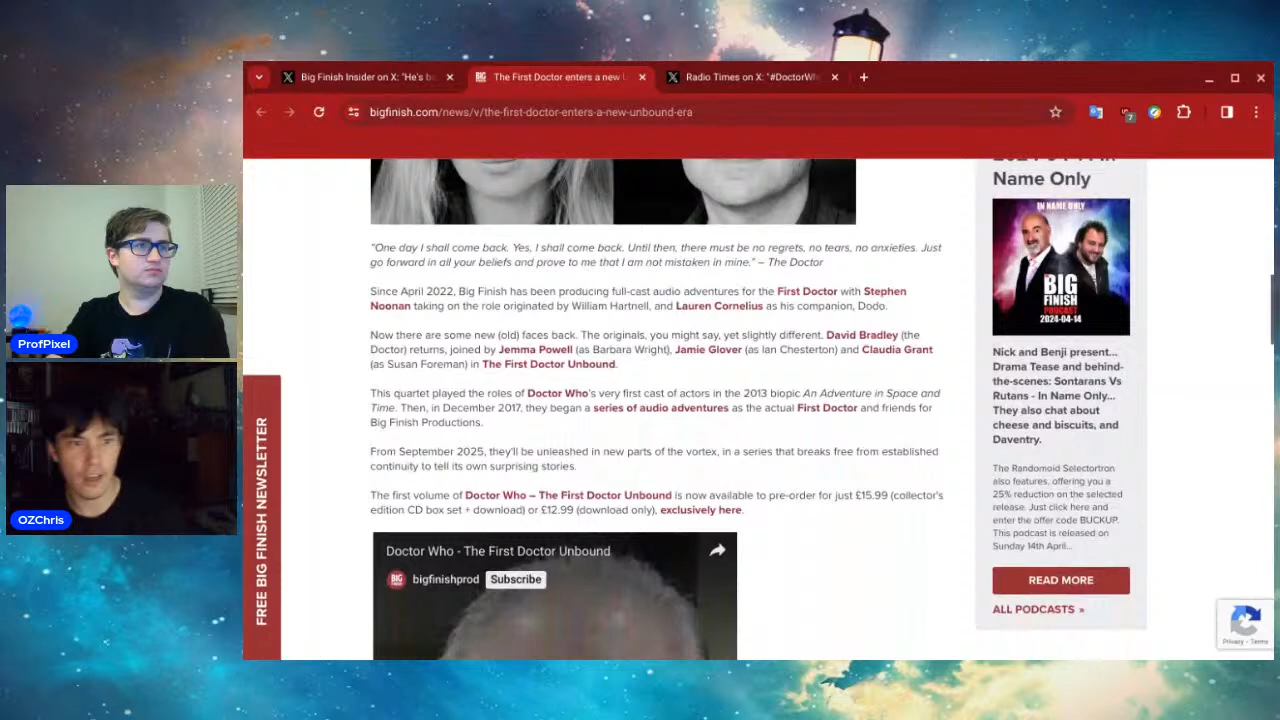 Big Finish Insider on X: "He's b
The First Doctor enters a new
Radio Times on X: "#DoctorWh
bigfinish.com/news/v/the-first-doctor-enters-a-new-unbound-era
7
"One day I shall come back. Yes, I shall come back. Until then, there must be no regrets, no tears, no anxieties. Just
go forward in all your beliefs and prove to me that I am not mistaken in mine." – The Doctor
Since April 2022, Big Finish has been producing full-cast audio adventures for the First Doctor with Stephen
Noonan taking on the role originated by William Hartnell, and Lauren Cornelius as his companion, Dodo.
Now there are some new (old) faces back. The originals, you might say, yet slightly different. David Bradley (the
Doctor) returns, joined by Jemma Powell (as Barbara Wright), Jamie Glover (as Ian Chesterton) and Claudia Grant
(as Susan Foreman) in The First Doctor Unbound.
This quartet played the roles of Doctor Who's very first cast of actors in the 2013 biopic An Adventure in Space and
Time. Then, in December 2017, they began a series of audio adventures as the actual First Doctor and friends for
Big Finish Productions.
From September 2025, they'll be unleashed in new parts of the vortex, in a series that breaks free from established
continuity to tell its own surprising stories.
The first volume of Doctor Who – The First Doctor Unbound is now available to pre-order for just £15.99 (collector's
edition CD box set + download) or £12.99 (download only), exclusively here.
Doctor Who - The First Doctor Unbound
BIG
bigfinishprod
Subscribe
FREE BIG FINISH NEWSLETTER
Name Only
IN NAME ONLY
THE
BIG
FINISH
PODCAST
2024-04-14
Nick and Benji present...
Drama Tease and behind-
the-scenes: Sontarans Vs
Rutans - In Name Only...
They also chat about
cheese and biscuits, and
Daventry.
The Randomoid Selectortron
also features, offering you a
25% reduction on the selected
release. Just click here and
enter the offer code BUCKUP.
This podcast is released on
Sunday 14th April...
READ MORE
ALL PODCASTS »
Privacy - Terms
ProfPixel
OZChris